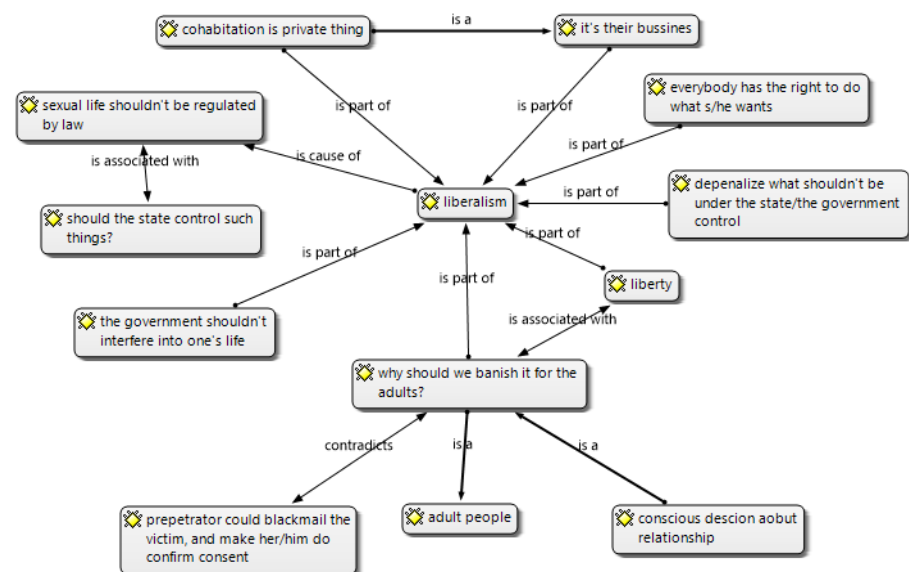 is a
cohabitation is private thing
it's their bussines
everybody has the right to do
what s/he wants
sexual life shouldn't be regulated
by law
is part of
is part of
is part of
is associated with
is cause of
depenalize what shouldn't be
under the state/the government
control
is part of
liberalism
should the state control such
things?
is part of
is part of
is part of
liberty
the government shouldn't
interfere into one's life
is associated with
why should we banish it for the
adults?
contradicts
is a
is a
prepetrator could blackmail the
victim, and make her/him do
confirm consent
adult people
conscious descion aobut
relationship